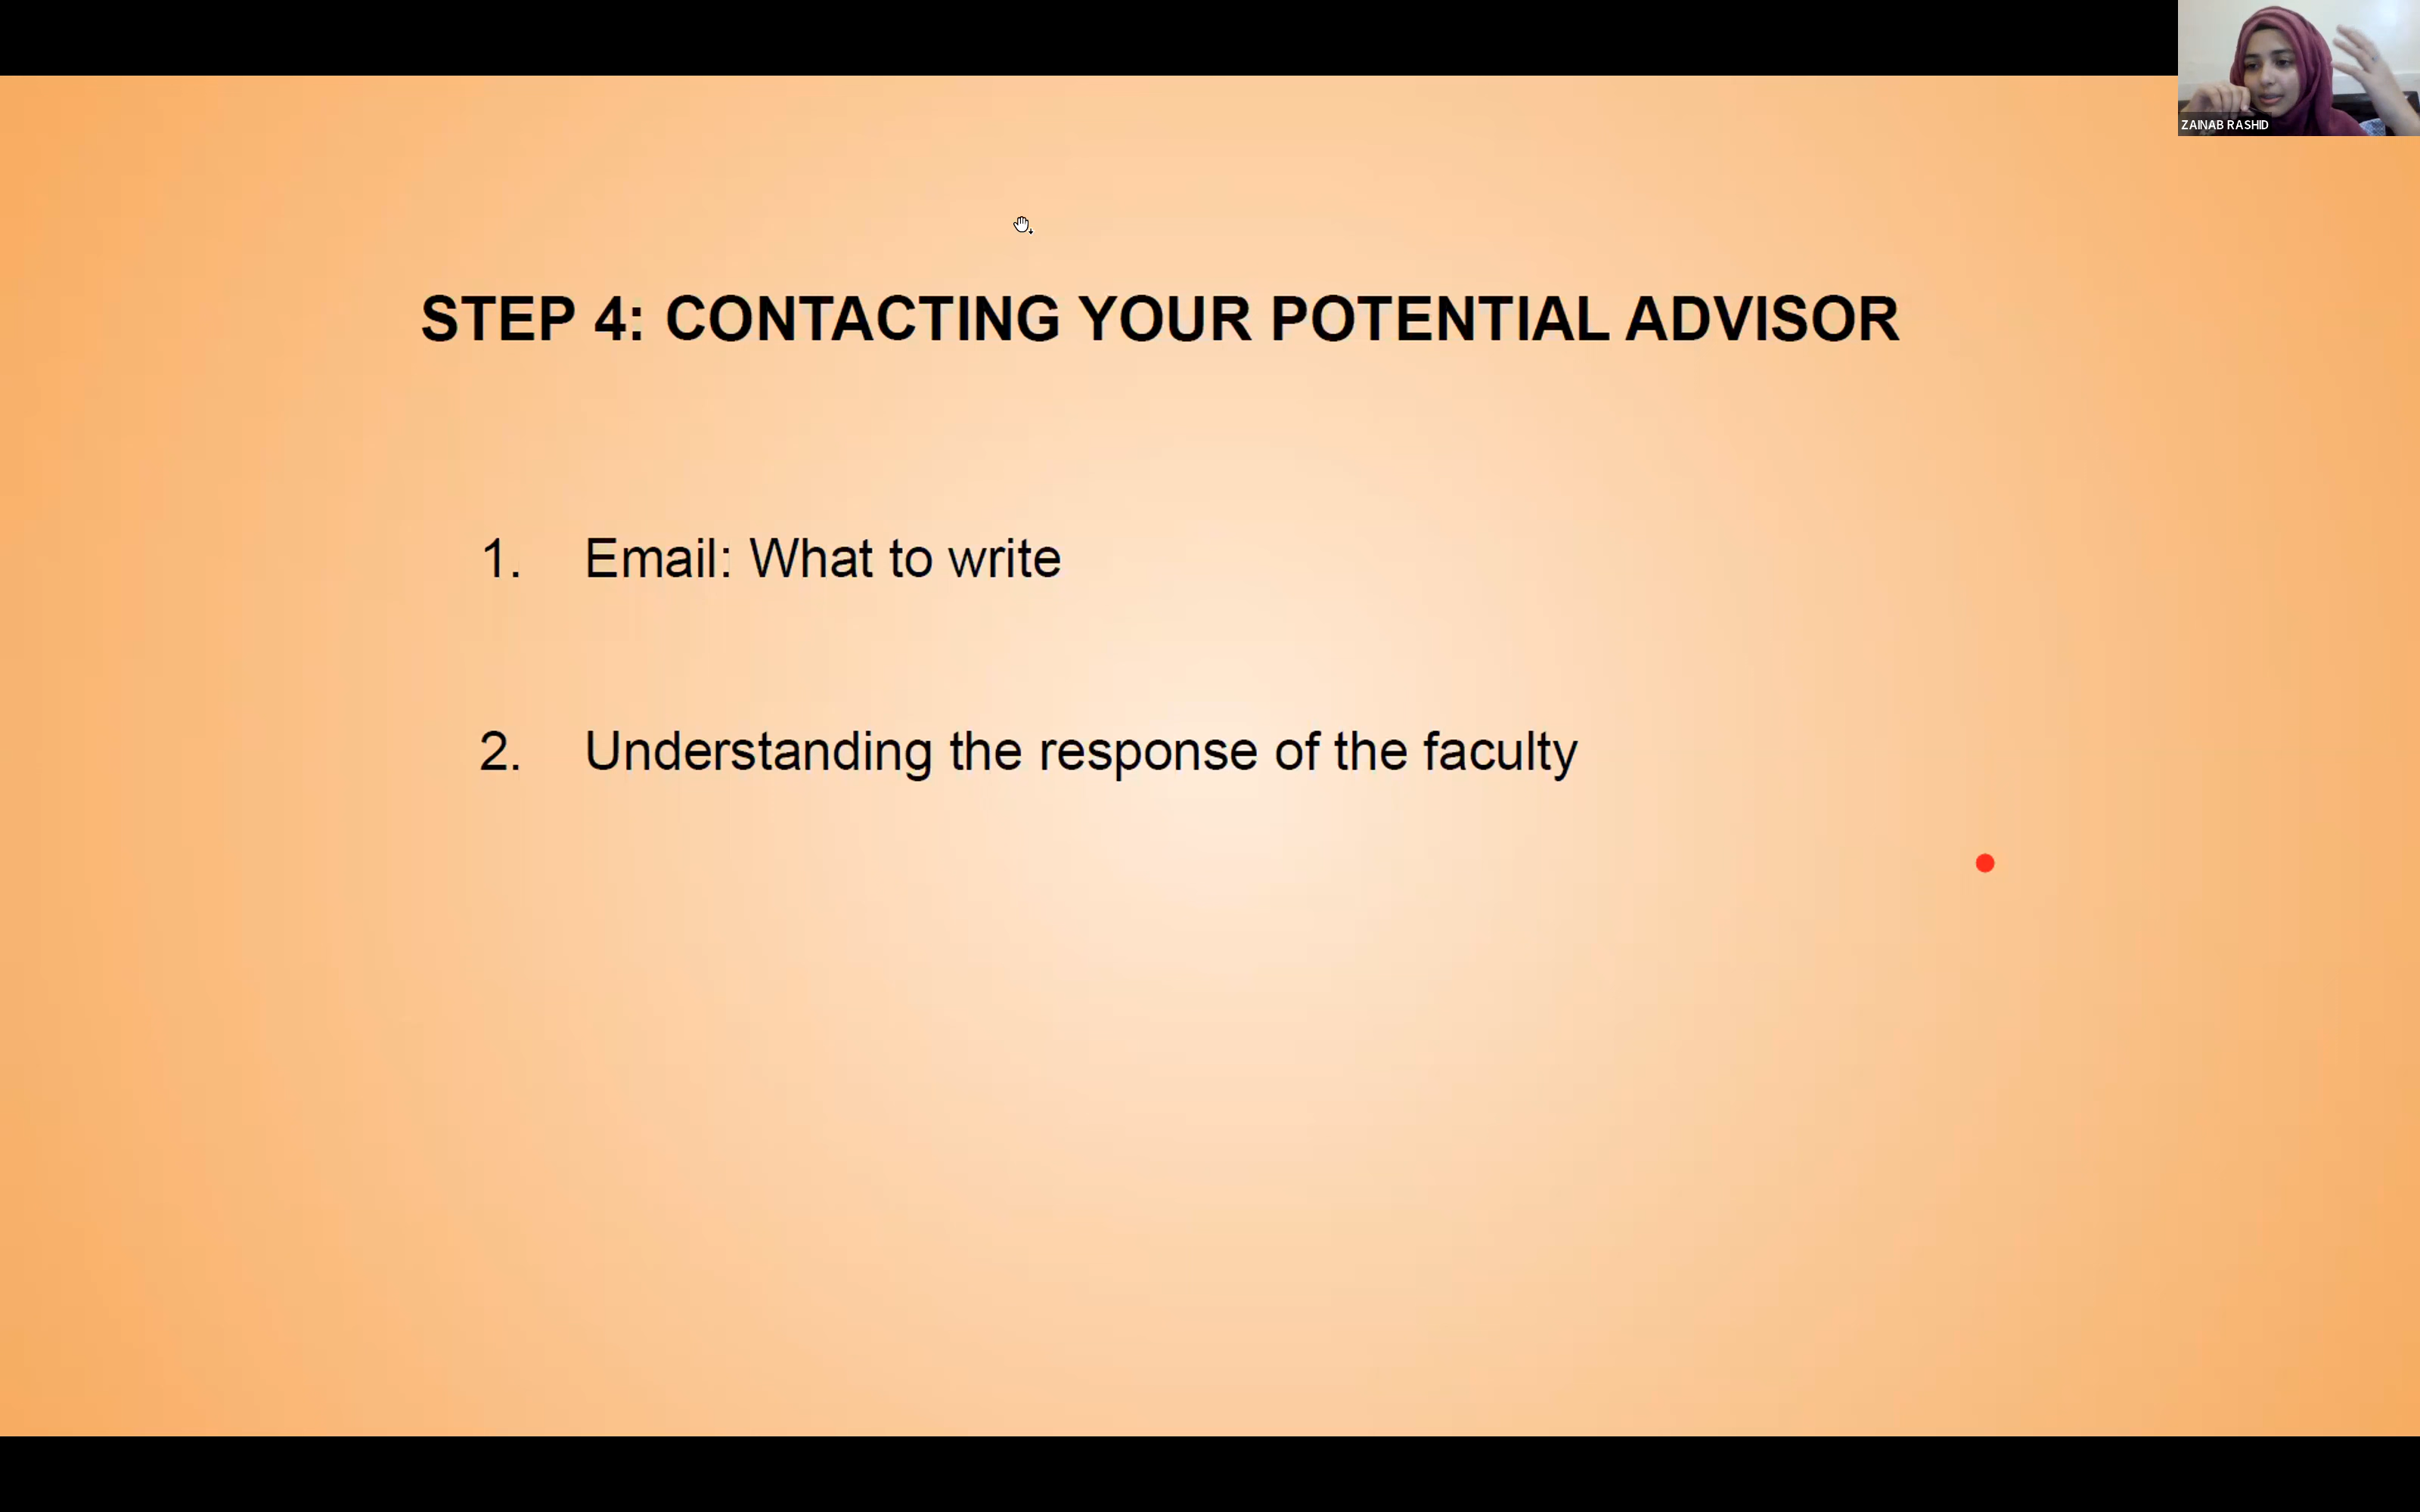 ZAINAB RASHID
STEP 4: CONTACTING YOUR POTENTIAL ADVISOR
1. Email: What to write
2. Understanding the response of the faculty